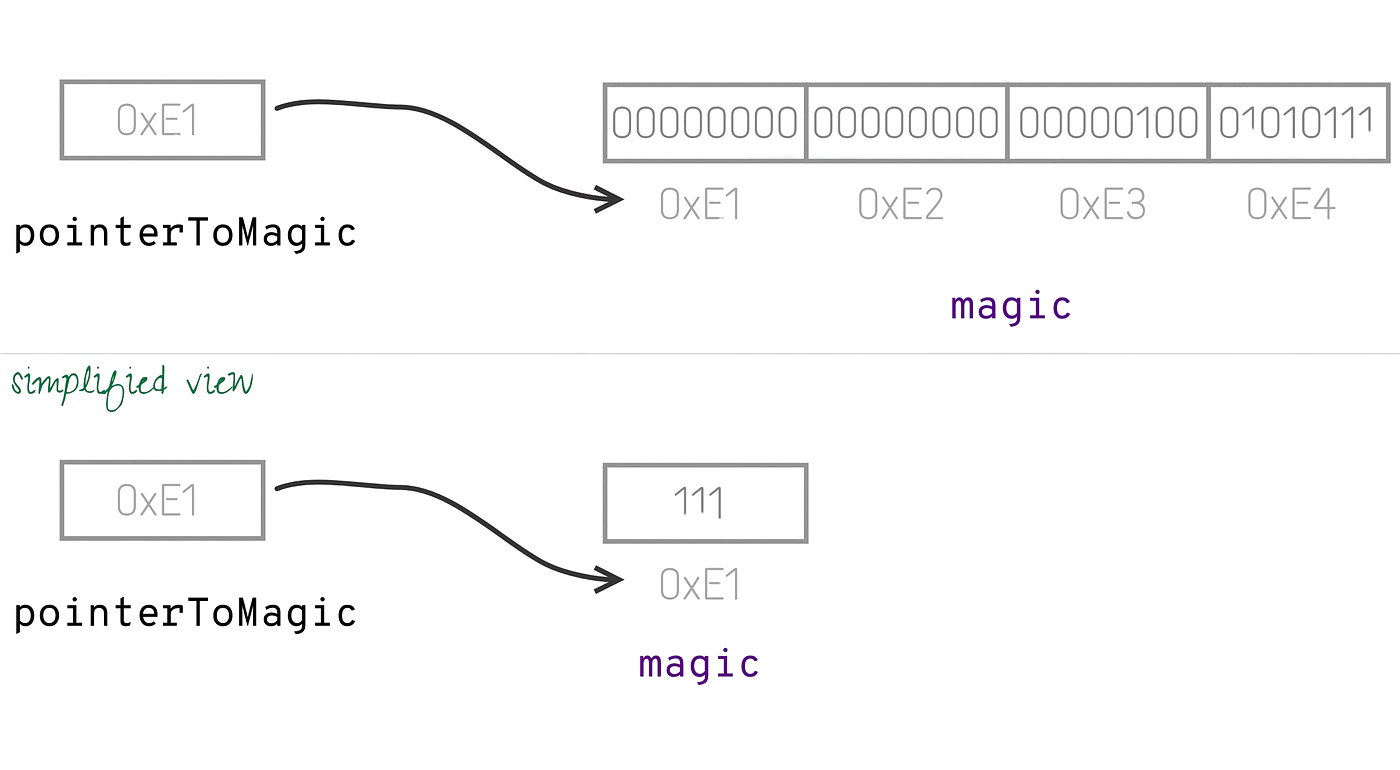 0xE1
00000000 00000000 00000100 01010111
0xE1 0xE2 0xE3 0xE4
pointerToMagic
magic
simplified view
0xE1
111
0xE1
pointerToMagic
magic